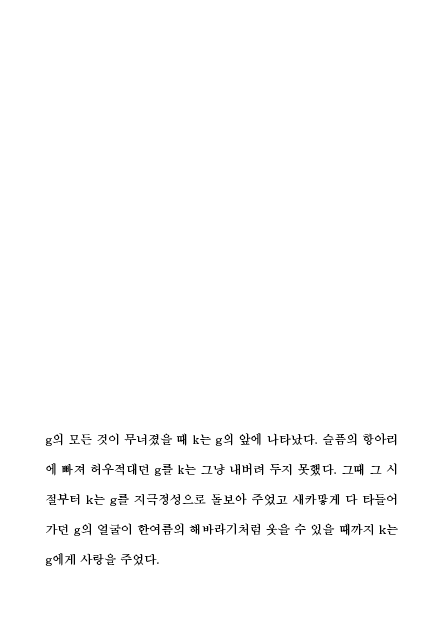 g의 모든 것이 무너졌을 때 k는 g의 앞에 나타났다. 슬픔의 항아리
에 빠져 허우적대던 g를 k는 그냥 내버려 두지 못했다. 그때 그 시
절부터 k는 g를 지극정성으로 돌보아 주었고 새카맣게 다 타들어
가던 g의 얼굴이 한여름의 해바라기처럼 웃을 수 있을 때까지 k는
g에게 사랑을 주었다.